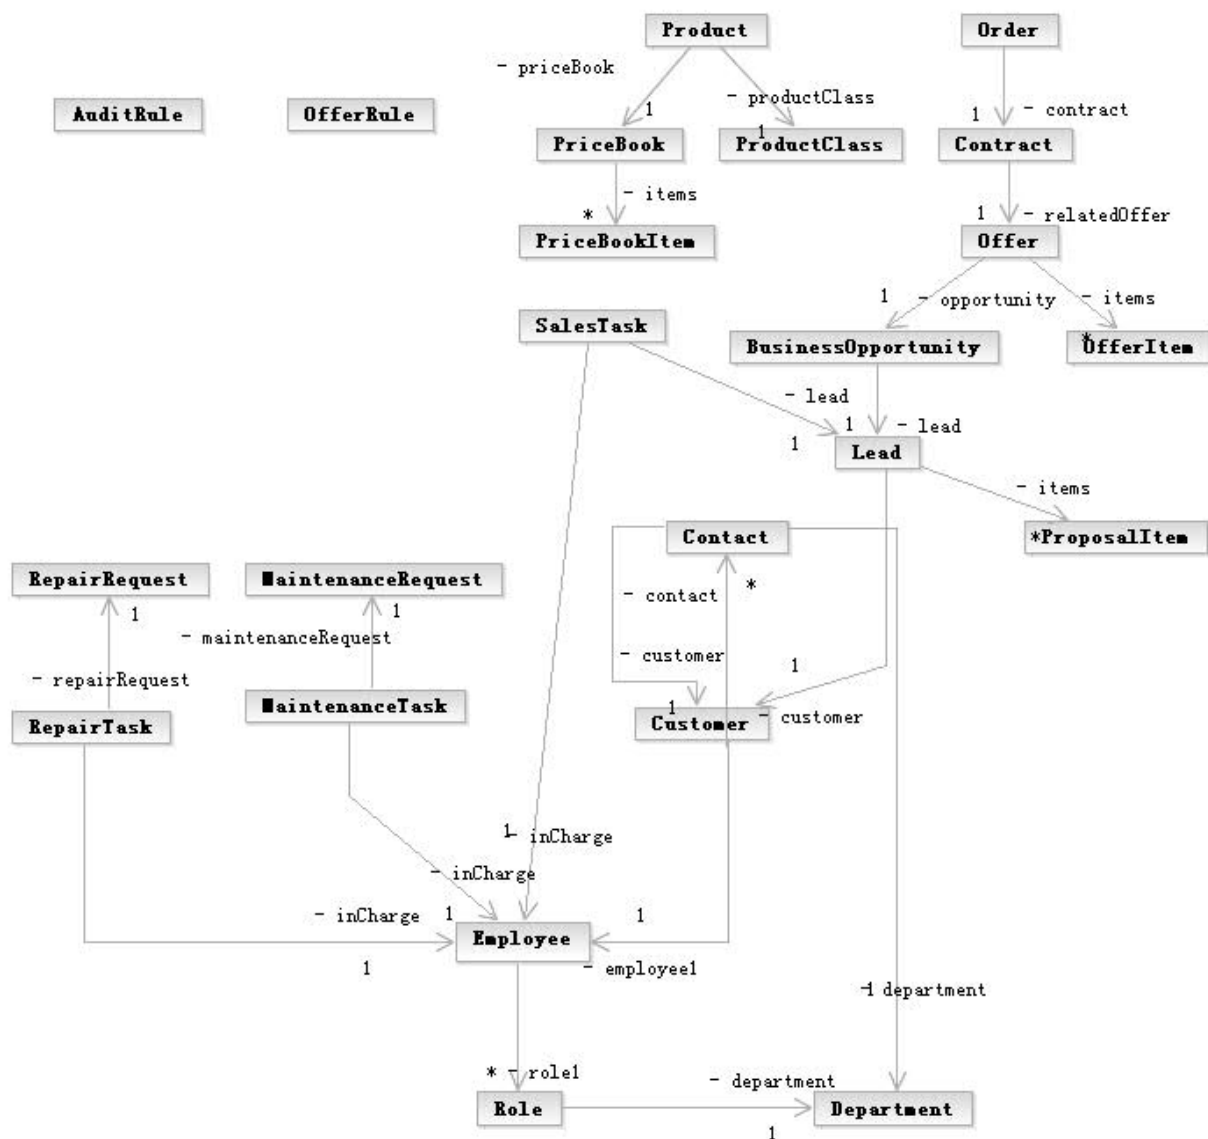 Product
Order
- priceBook
- productClass
AuditRule
OfferRule
1
1
1
- contract
PriceBook
ProductClass
Contract
- items
*
1
- relatedOffer
PriceBookItem
Offer
1
- opportunity
- items
SalesTask
BusinessOpportunity
*
OfferItem
- lead
1
1
- lead
Lead
- items
Contact
*ProposalItem
RepairRequest
MaintenanceRequest
1
1
- contact
*
- maintenanceRequest
- customer
1
- repairRequest
RepairTask
MaintenanceTask
1
Customer
- customer
1
- inCharge
- inCharge
- inCharge
1
1
1
Employee
- employee1
- 1 department
* - role1
- department
Role
Department
1